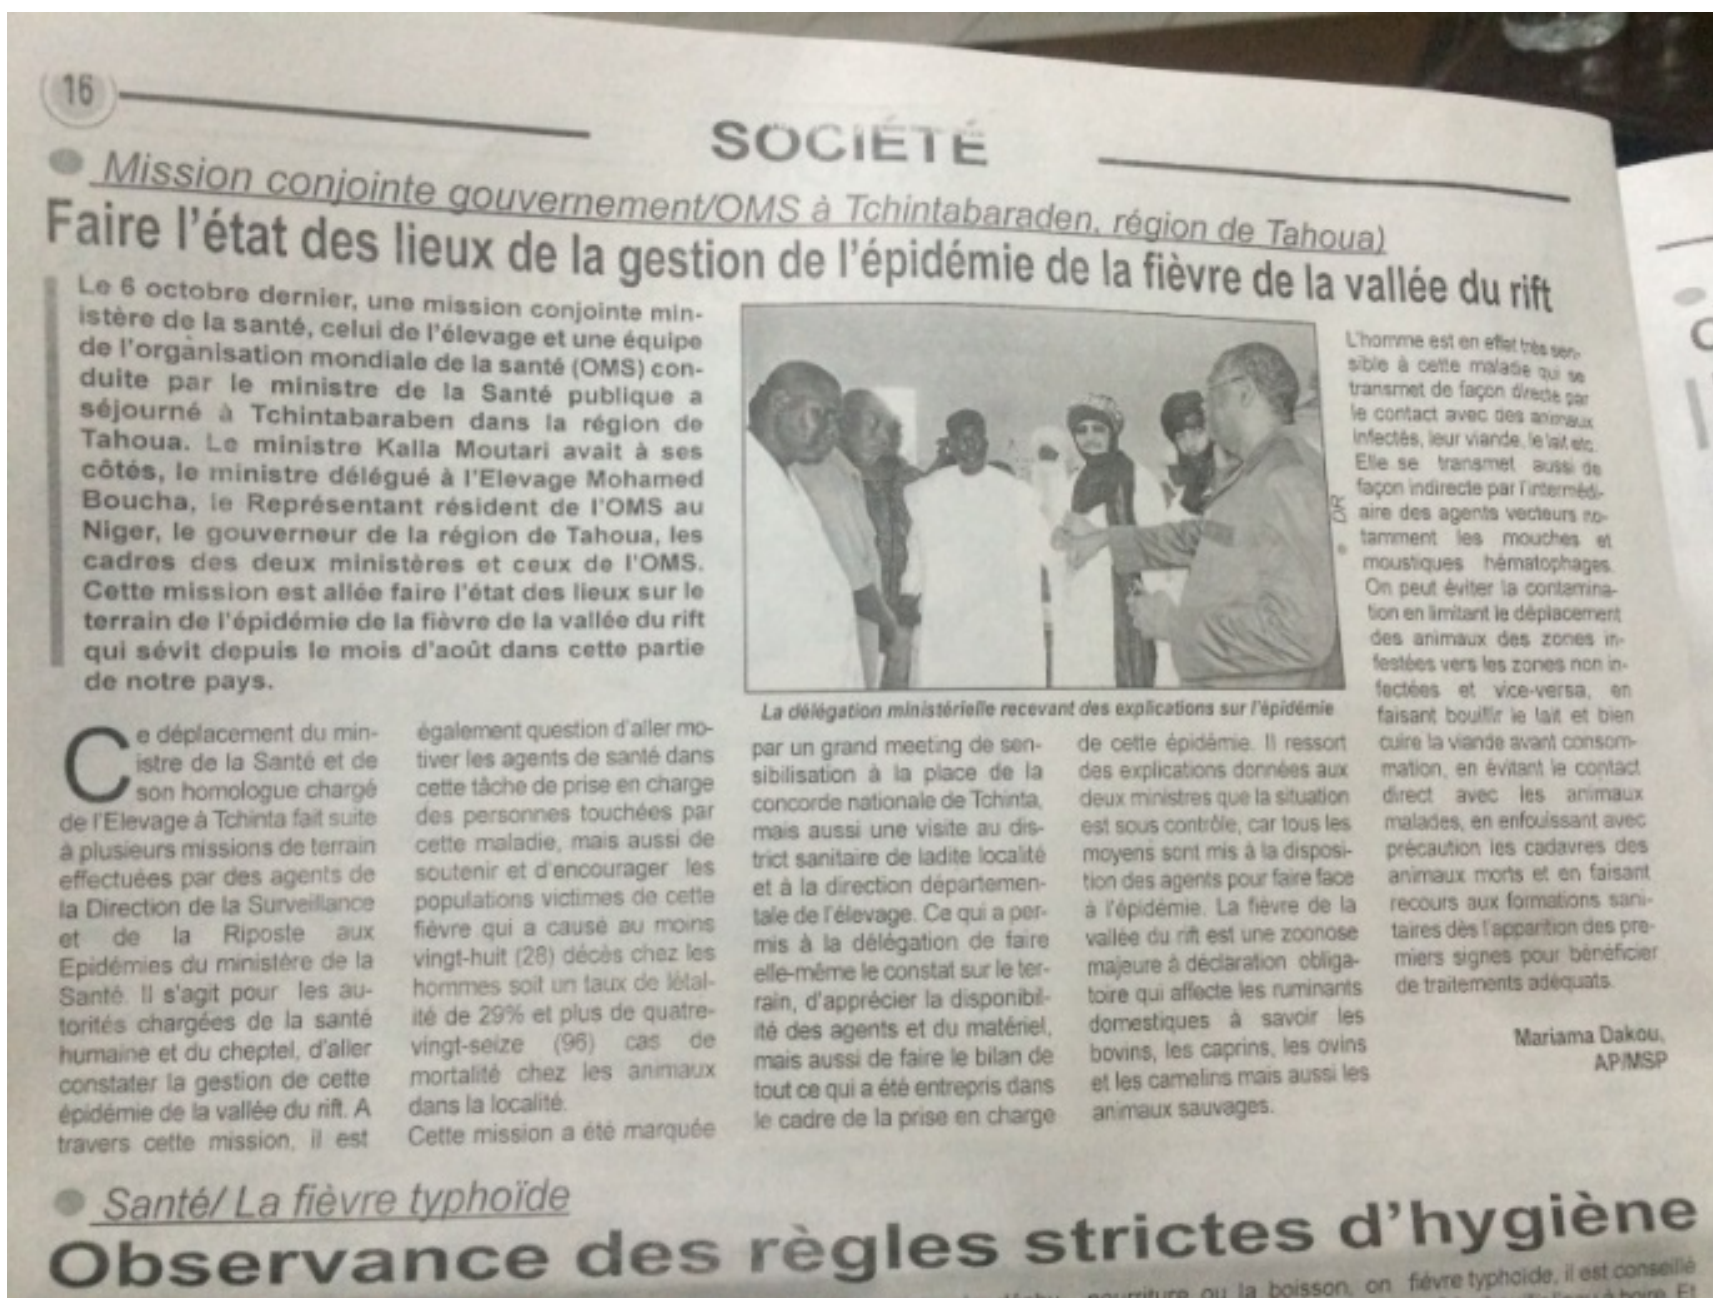 16
SOCIÉTÉ
Mission conjointe gouvernement/OMS à Tchintabaraden, région de Tahoua)
Faire l'état des lieux de la gestion de l'épidémie de la fièvre de la vallée du rift
Le 6 octobre dernier, une mission conjointe min-
istère de la santé, celui de l'élevage et une équipe
de l'organisation mondiale de la santé (OMS) con-
duite par le ministre de la Santé publique a
séjourné à Tchintabaraben dans la région de
Tahoua. Le ministre Kalla Moutari avait à ses
côtés, le ministre délégué à l'Elevage Mohamed
Boucha, le Représentant résident de l'OMS au
Niger, le gouverneur de la région de Tahoua, les
cadres des deux ministères et ceux de l'OMS.
Cette mission est allée faire l'état des lieux sur le
terrain de l'épidémie de la fièvre de la vallée du rift
qui sévit depuis le mois d'août dans cette partie
de notre pays.
Ce déplacement du min-
istre de la Santé et de
son homologue chargé
de l'Elevage à Tchinta fait suite
à plusieurs missions de terrain
effectuées par des agents de
la Direction de la Surveillance
et de la Riposte aux
Epidémies du ministère de la
Santé. Il s'agit pour les au-
torités chargées de la santé
humaine et du cheptel, d'aller
constater la gestion de cette
épidémie de la vallée du rift. A
travers cette mission, il est
également question d'aller mo-
tiver les agents de santé dans
cette tâche de prise en charge
des personnes touchées par
cette maladie, mais aussi de
soutenir et d'encourager les
populations victimes de cette
fièvre qui a causé au moins
vingt-huit (28) décès chez les
hommes soit un taux de létal-
ité de 29% et plus de quatre-
vingt-seize (96) cas de
mortalité chez les animaux
dans la localité.
Cette mission a été marquée
DR
La délégation ministérielle recevant des explications sur l'épidémie
par un grand meeting de sen-
sibilisation à la place de la
concorde nationale de Tchinta,
mais aussi une visite au dis-
trict sanitaire de ladite localité
et à la direction départemen-
tale de l'élevage. Ce qui a per-
mis à la délégation de faire
elle-même le constat sur le ter-
rain, d'apprécier la disponibil-
ité des agents et du matériel,
mais aussi de faire le bilan de
tout ce qui a été entrepris dans
le cadre de la prise en charge
de cette épidémie. Il ressort
des explications données aux
deux ministres que la situation
est sous contrôle, car tous les
moyens sont mis à la disposi-
tion des agents pour faire face
à l'épidémie. La fièvre de la
vallée du rift est une zoonose
majeure à déclaration obliga-
toire qui affecte les ruminants
domestiques à savoir les
bovins, les caprins, les ovins
et les camelins mais aussi les
animaux sauvages.
L'homme est en effet très sen-
sible à cette maladie qui se
transmet de façon directe par
le contact avec des animaux
infectés, leur viande, le lait etc.
Elle se transmet aussi de
façon indirecte par l'intermédi-
aire des agents vecteurs no-
tamment les mouches et
moustiques hématophages.
On peut éviter la contamina-
tion en limitant le déplacement
des animaux des zones in-
festées vers les zones non in-
fectées et vice-versa, en
faisant bouillir le lait et bien
cuire la viande avant consom-
mation, en évitant le contact
direct avec les animaux
malades, en enfouissant avec
précaution les cadavres des
animaux morts et en faisant
recours aux formations sani-
taires dès l'apparition des pre-
miers signes pour bénéficier
de traitements adéquats.
Mariama Dakou,
AP/MSP
Santé/ La fièvre typhoïde
Observance des règles strictes d'hygiène
nourriture ou la boisson, on
fièvre typhoïde, il est conseillé